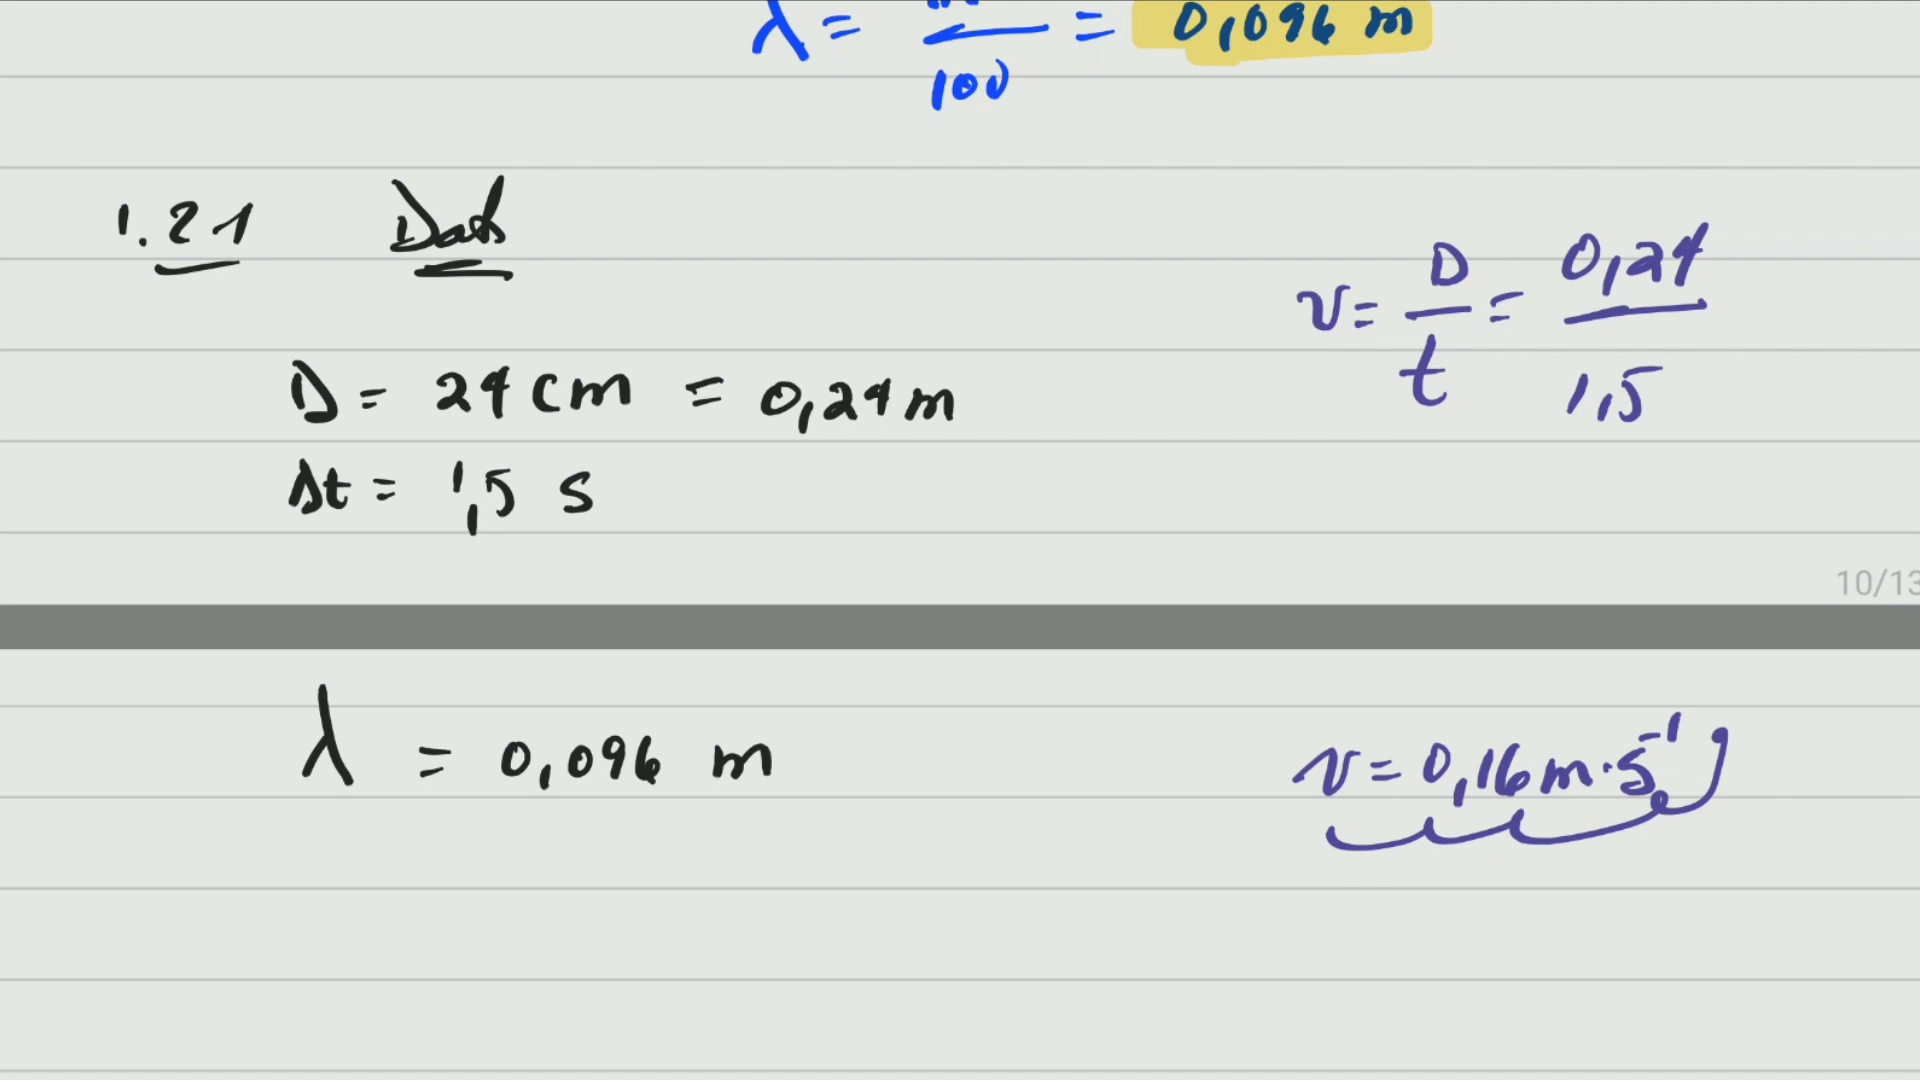 λ = / 100 = 0,096 m
1.21 Dats
v = D / t = 0,24 / 1,5
D = 24 cm = 0,24 m
Δt = 1,5 s
10/13
λ = 0,096 m
v = 0,16 m·s⁻¹